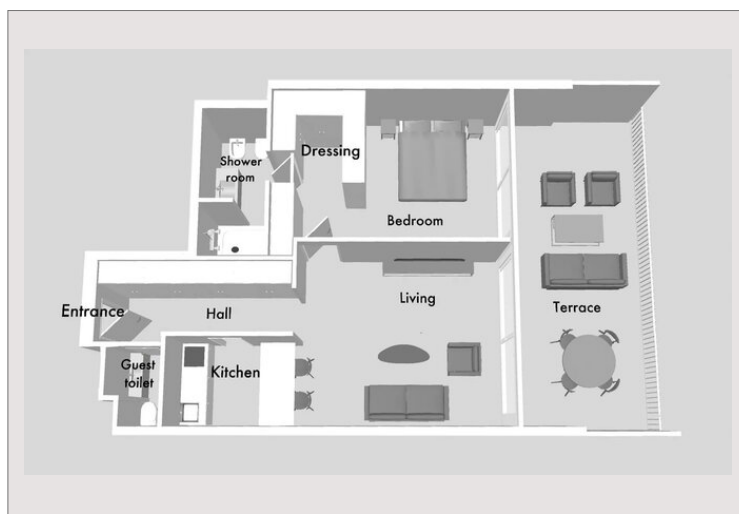 Shower
room
Dressing
Bedroom
Entrance
Hall
Living
Terrace
Guest
toilet
Kitchen